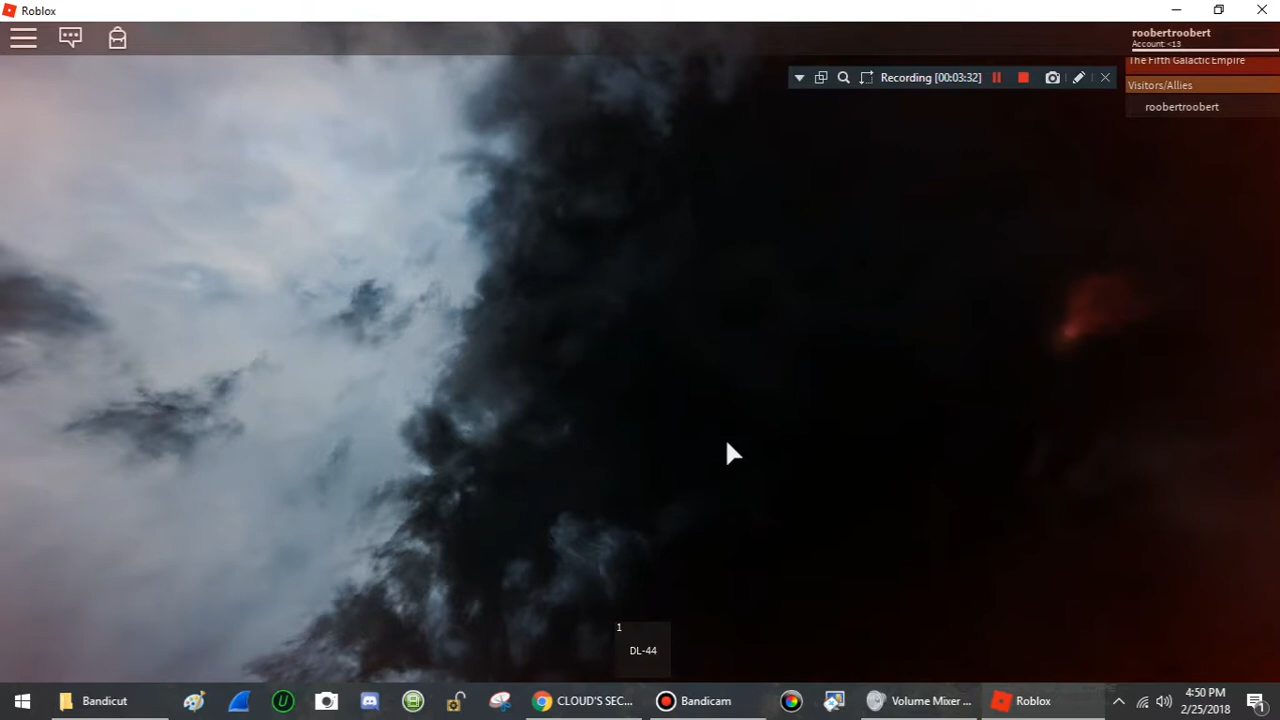 Roblox
roobertroobert
Account: <13
The Fifth Galactic Empire
Recording [00:03:32]
Visitors/Allies
roobertroobert
1
DL-44
Bandicut
CLOUD'S SEC...
Bandicam
Volume Mixer ...
Roblox
4:50 PM
2/25/2018
1